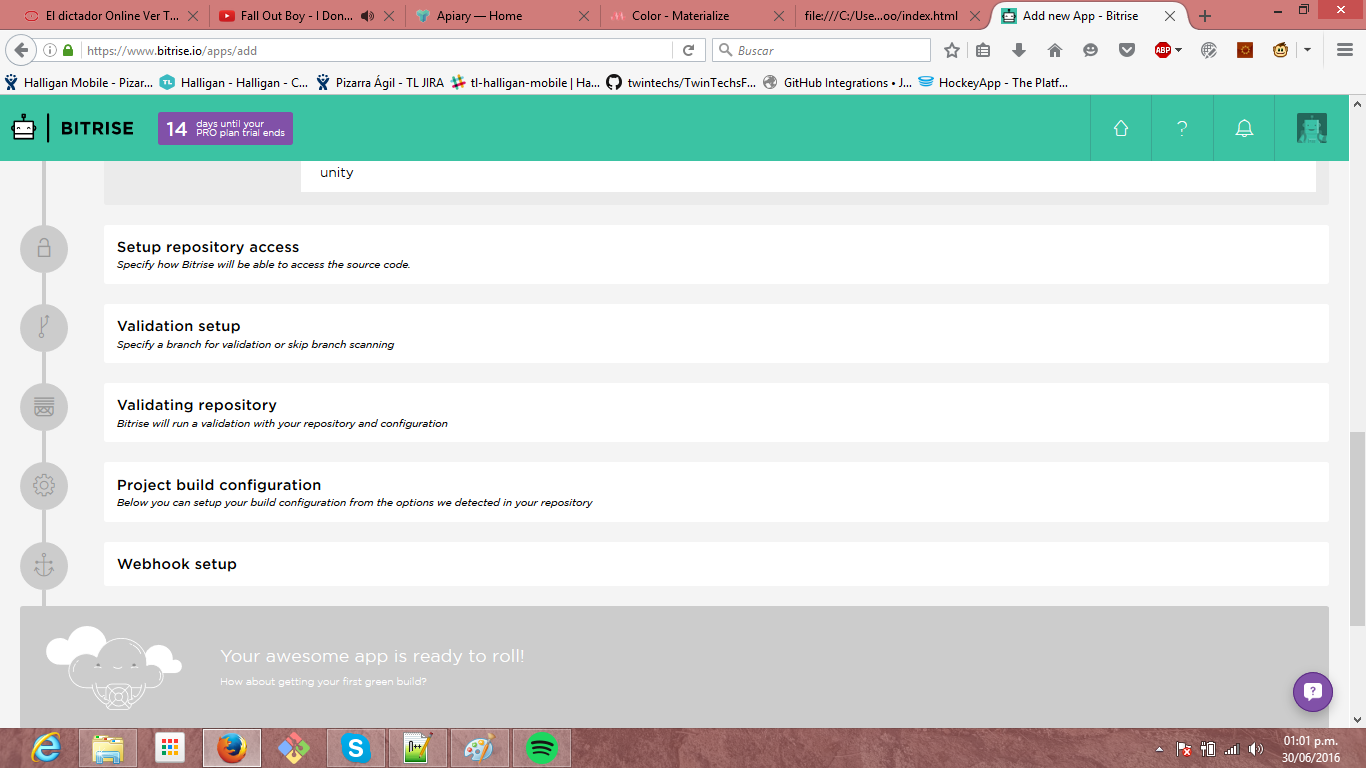 El dictador Online Ver T...
Fall Out Boy - I Don...
Apiary — Home
Color - Materialize
file:///C:/Use...oo/index.html
Add new App - Bitrise
https://www.bitrise.io/apps/add
Buscar
ABP
Halligan Mobile - Pizar...
TL
Halligan - Halligan - C...
Pizarra Ágil - TL JIRA
tl-halligan-mobile | Ha...
twintechs/TwinTechsF...
GitHub Integrations • J...
HockeyApp - The Platf...
BITRISE
14 days until your
PRO plan trial ends
unity
Setup repository access
Specify how Bitrise will be able to access the source code.
Validation setup
Specify a branch for validation or skip branch scanning
Validating repository
Bitrise will run a validation with your repository and configuration
Project build configuration
Below you can setup your build configuration from the options we detected in your repository
Webhook setup
Your awesome app is ready to roll!
How about getting your first green build?
01:01 p.m.
30/06/2016